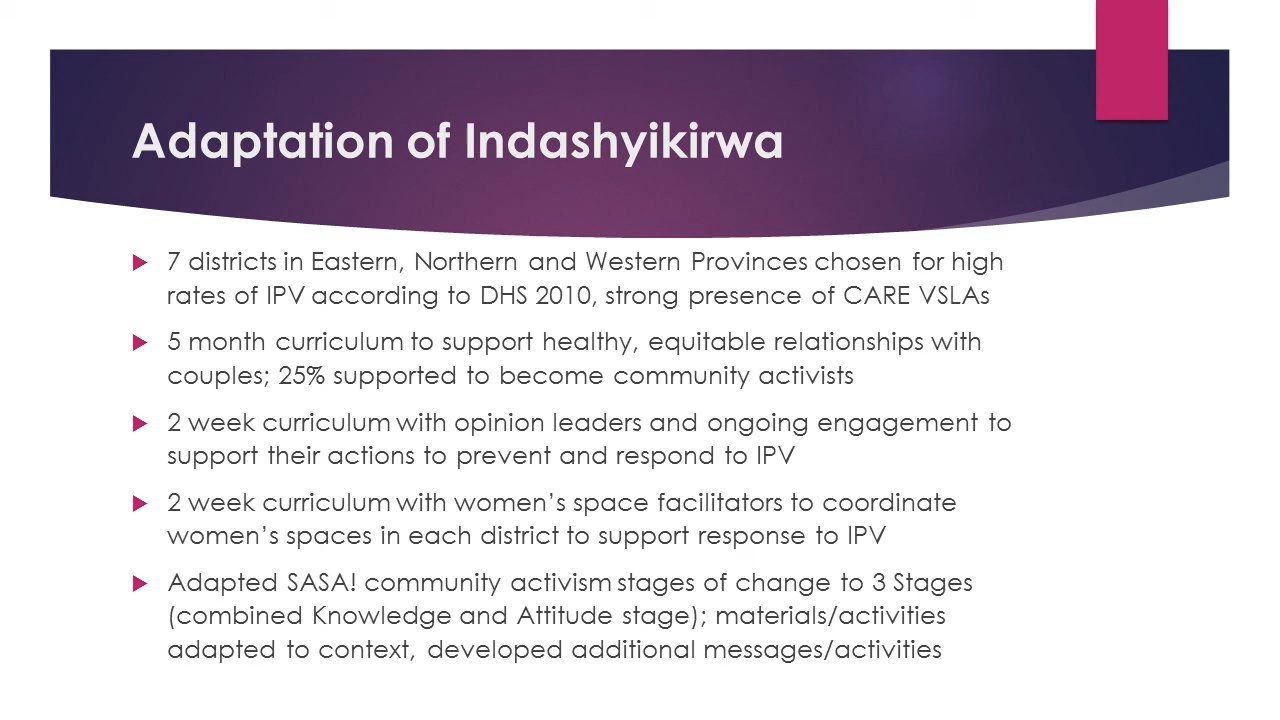 Adaptation of Indashyikirwa
7 districts in Eastern, Northern and Western Provinces chosen for high
rates of IPV according to DHS 2010, strong presence of CARE VSLAs
5 month curriculum to support healthy, equitable relationships with
couples; 25% supported to become community activists
2 week curriculum with opinion leaders and ongoing engagement to
support their actions to prevent and respond to IPV
2 week curriculum with women’s space facilitators to coordinate
women’s spaces in each district to support response to IPV
Adapted SASA! community activism stages of change to 3 Stages
(combined Knowledge and Attitude stage); materials/activities
adapted to context, developed additional messages/activities